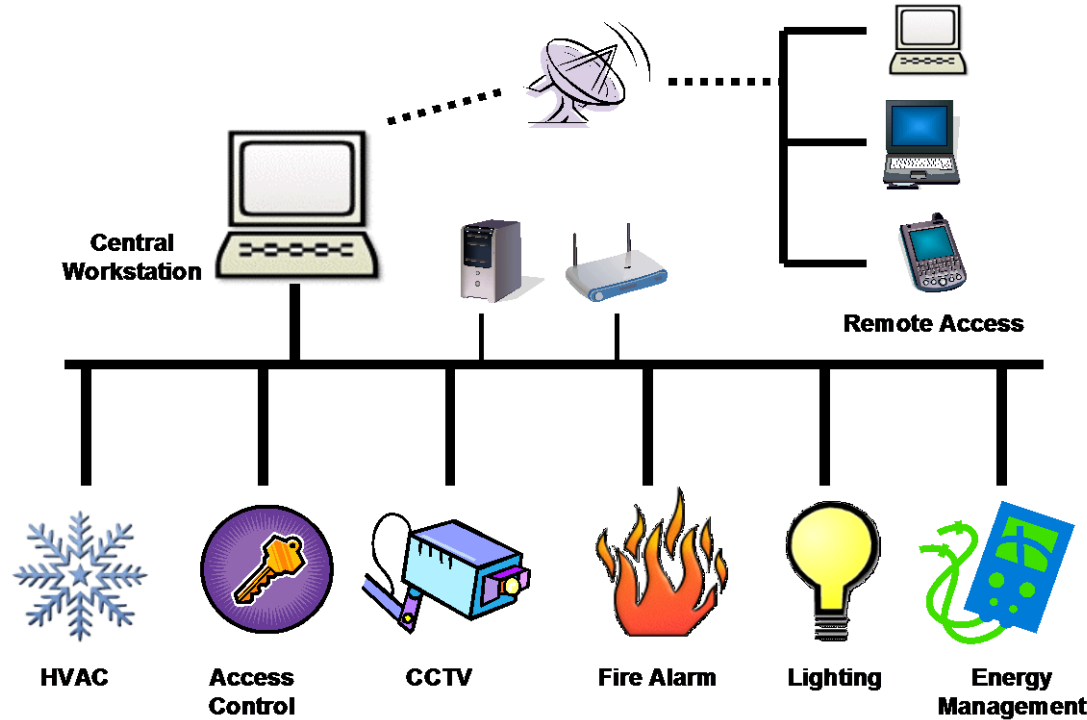 Central
Workstation
Remote Access
HVAC
Access
Control
CCTV
Fire Alarm
Lighting
Energy
Management